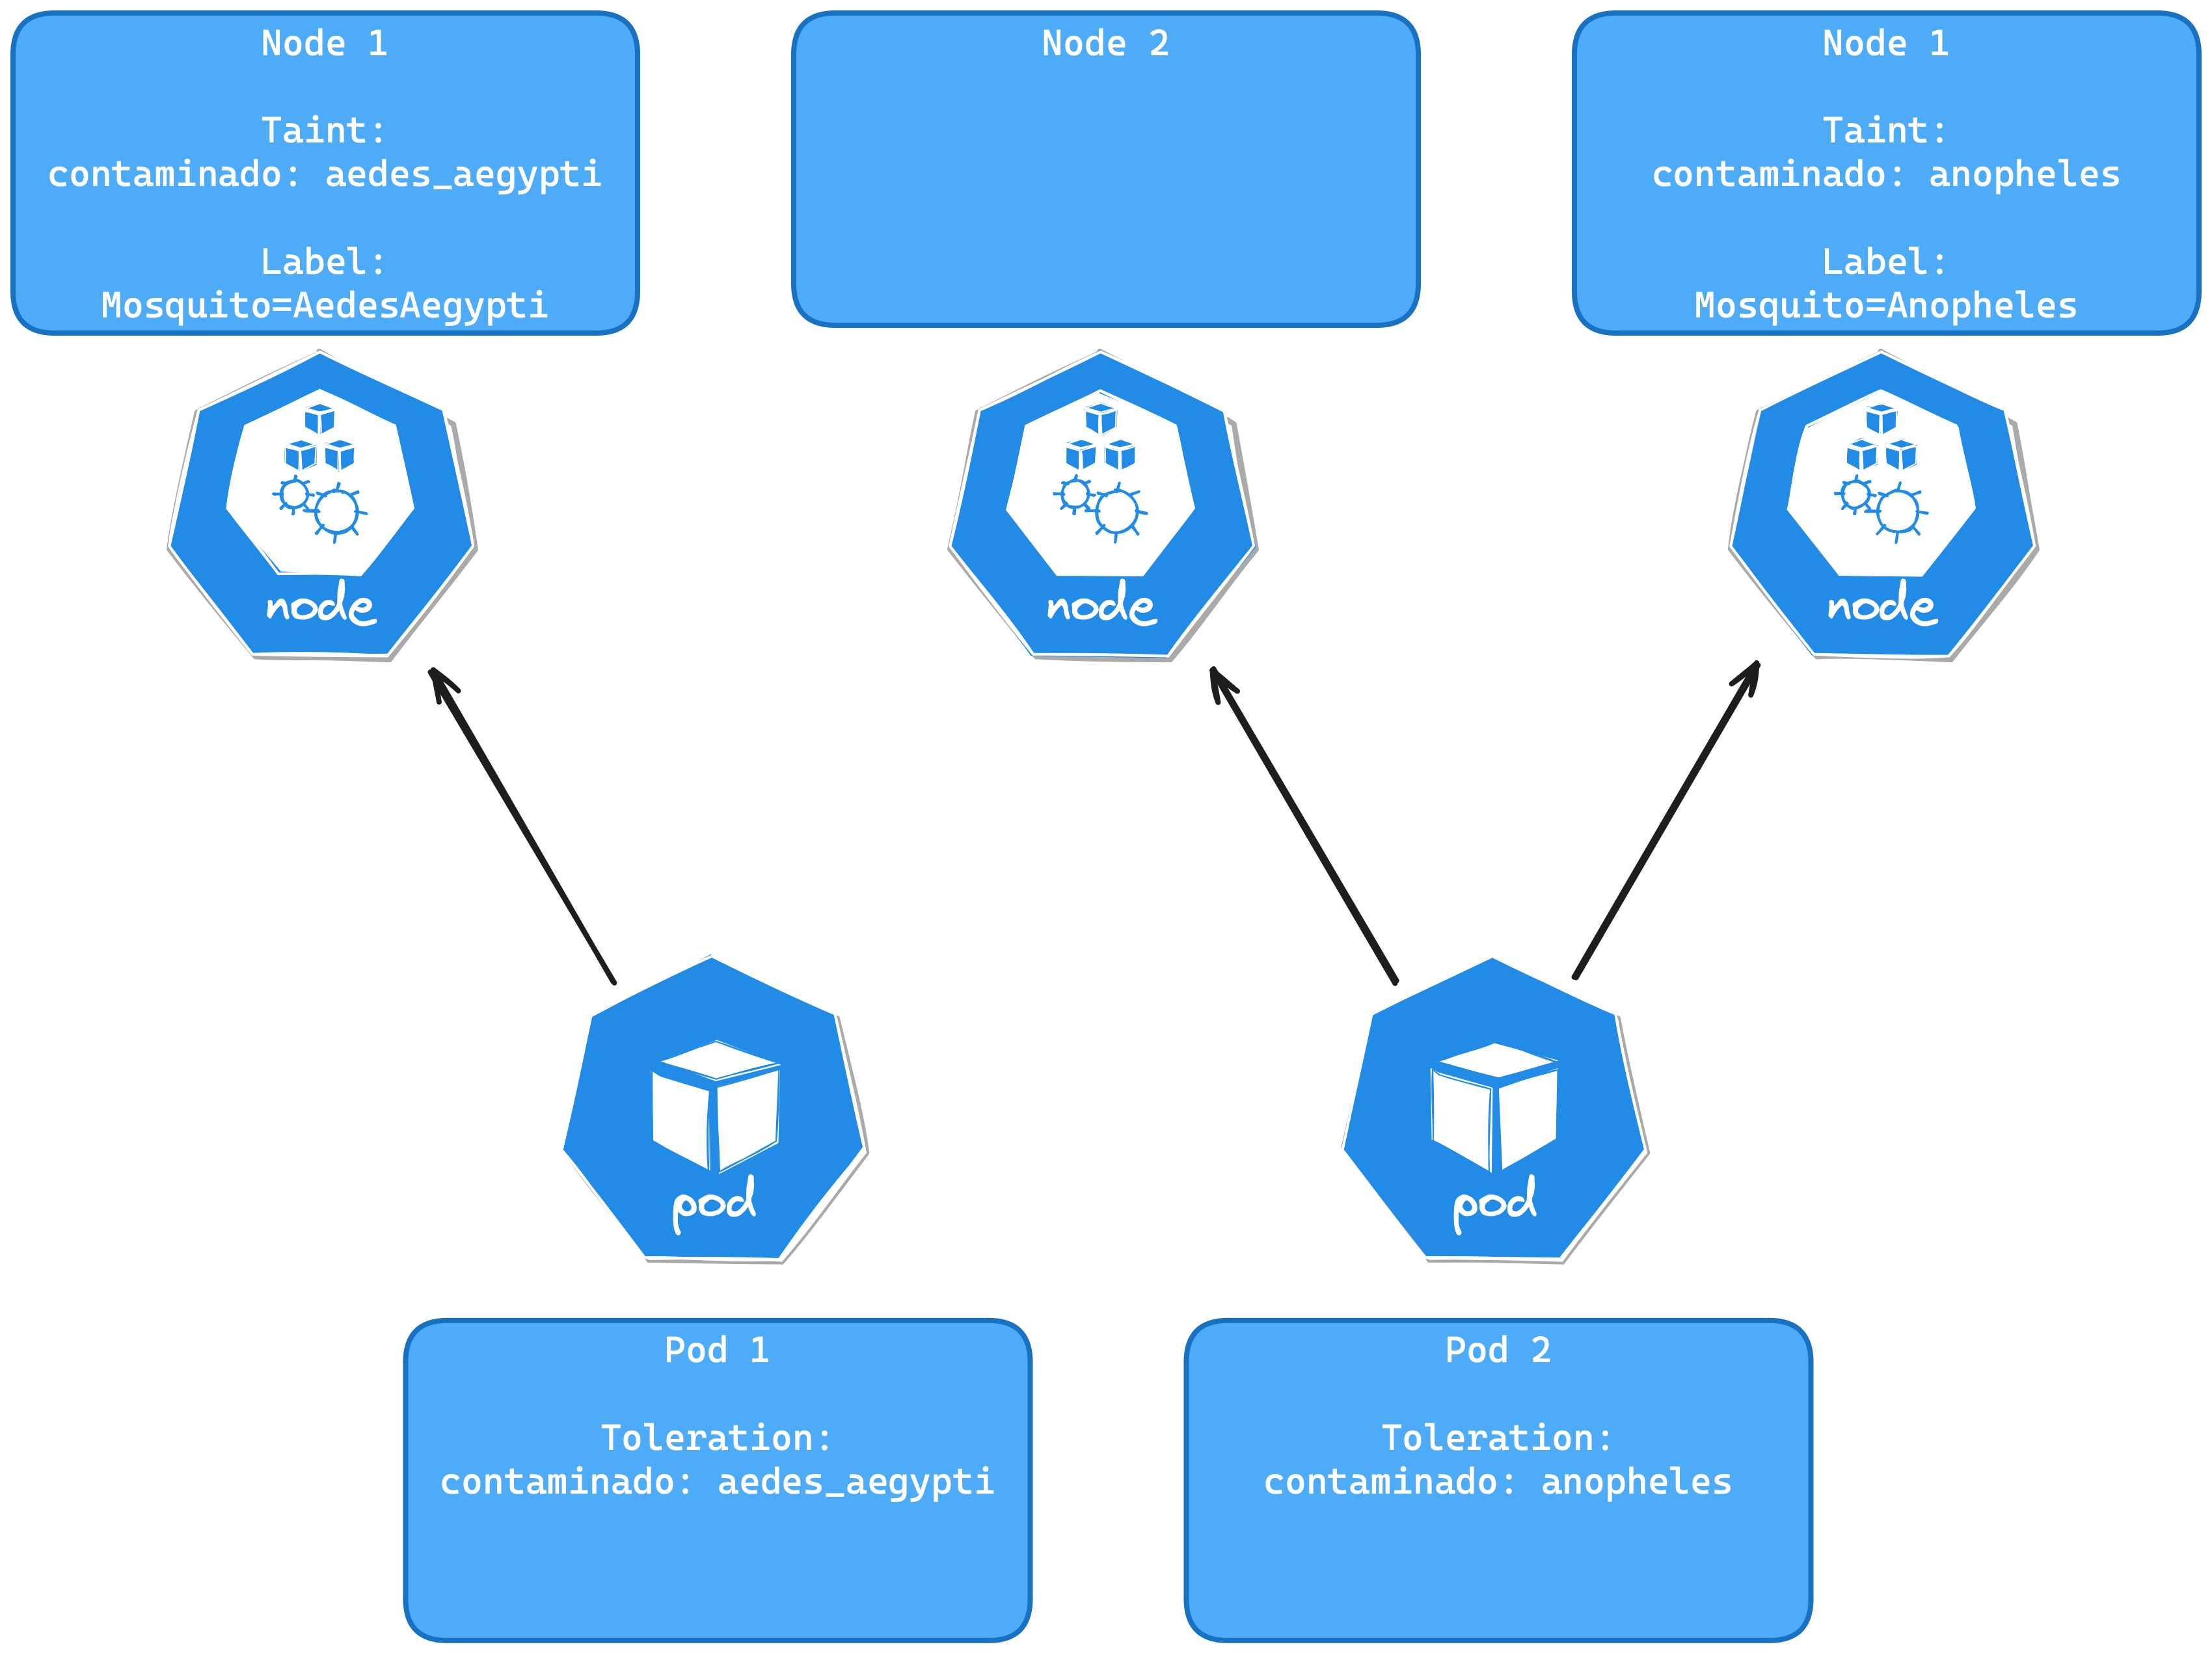 Node 1
Taint:
contaminado: aedes_aegypti
Label:
Mosquito=AedesAegypti
Node 2
Node 1
Taint:
contaminado: anopheles
Label:
Mosquito=Anopheles
node
node
node
pod
pod
Pod 1
Toleration:
contaminado: aedes_aegypti
Pod 2
Toleration:
contaminado: anopheles